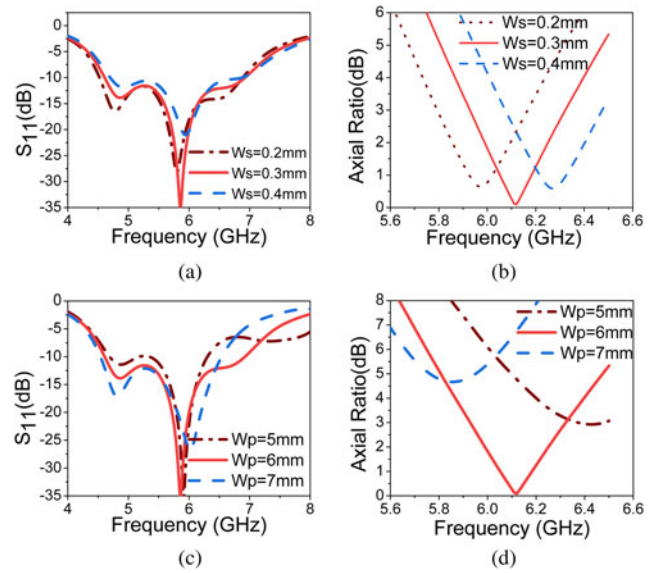 S11(dB)
0
-5
-10
-15
-20
-25
-30
-35
Ws=0.2mm
Ws=0.3mm
Ws=0.4mm
4 5 6 7 8
Frequency (GHz)
(a)
Axial Ratio(dB)
6
5
4
3
2
1
0
Ws=0.2mm
Ws=0.3mm
Ws=0.4mm
5.6 5.8 6.0 6.2 6.4 6.6
Frequency (GHz)
(b)
S11(dB)
0
-5
-10
-15
-20
-25
-30
-35
Wp=5mm
Wp=6mm
Wp=7mm
4 5 6 7 8
Frequency (GHz)
(c)
Axial Ratio(dB)
8
7
6
5
4
3
2
1
0
Wp=5mm
Wp=6mm
Wp=7mm
5.6 5.8 6.0 6.2 6.4 6.6
Frequency (GHz)
(d)